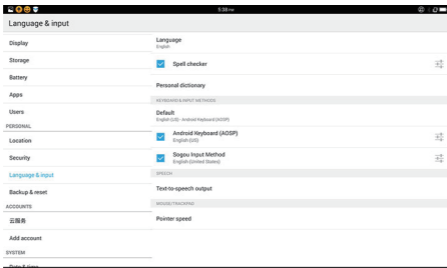 5:38 PM
Language & input
Display
Storage
Battery
Apps
Users
PERSONAL
Location
Security
Language & input
Backup & reset
ACCOUNTS
云服务
Add account
SYSTEM
Date & time
Language
English
Spell checker
Personal dictionary
KEYBOARD & INPUT METHODS
Default
English (US) - Android Keyboard (AOSP)
Android Keyboard (AOSP)
English (US)
Sogou Input Method
English (United States)
SPEECH
Text-to-speech output
MOUSE/TRACKPAD
Pointer speed